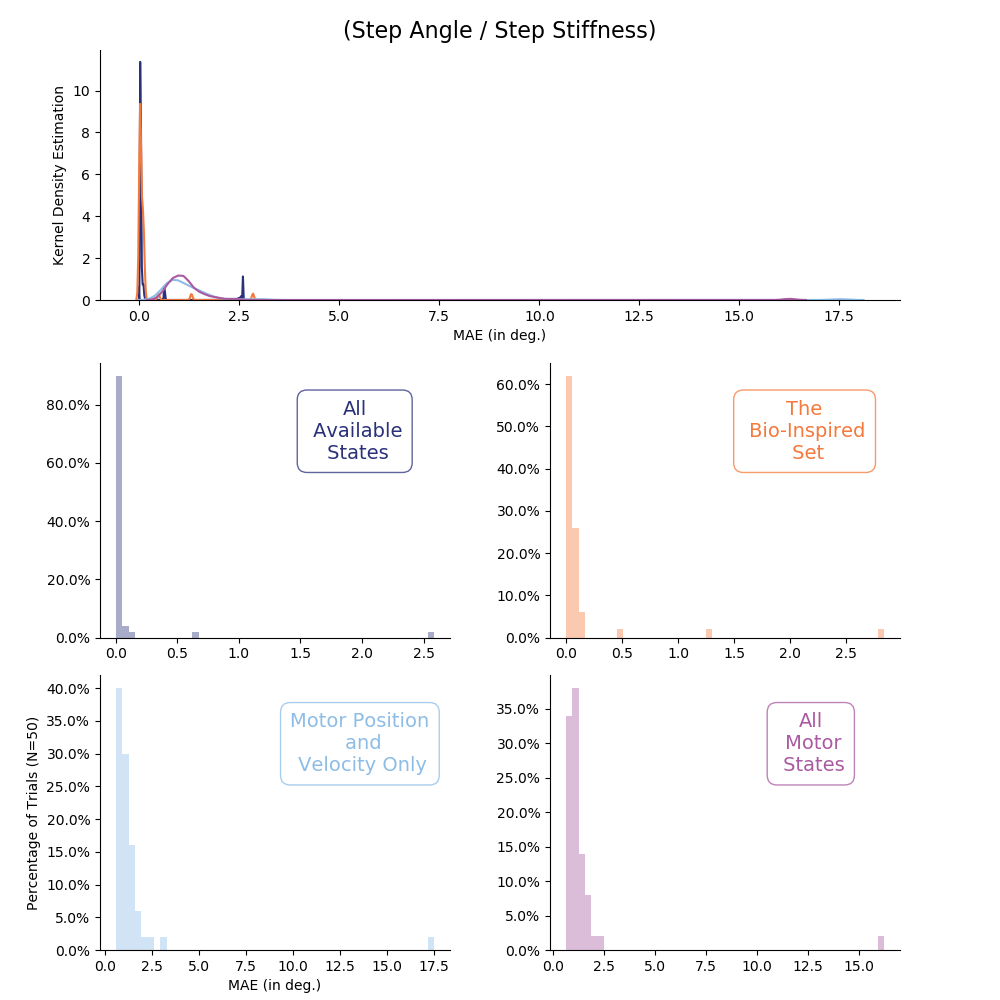 (Step Angle / Step Stiffness)
Kernel Density Estimation
10
8
6
4
2
0
0.0 2.5 5.0 7.5 10.0 12.5 15.0 17.5
MAE (in deg.)
All
Available
States
80.0%
60.0%
40.0%
20.0%
0.0%
0.0 0.5 1.0 1.5 2.0 2.5
The
Bio-Inspired
Set
60.0%
50.0%
40.0%
30.0%
20.0%
10.0%
0.0%
0.0 0.5 1.0 1.5 2.0 2.5
Motor Position
and
Velocity Only
Percentage of Trials (N=50)
40.0%
35.0%
30.0%
25.0%
20.0%
15.0%
10.0%
5.0%
0.0%
0.0 2.5 5.0 7.5 10.0 12.5 15.0 17.5
MAE (in deg.)
All
Motor
States
35.0%
30.0%
25.0%
20.0%
15.0%
10.0%
5.0%
0.0%
0.0 2.5 5.0 7.5 10.0 12.5 15.0